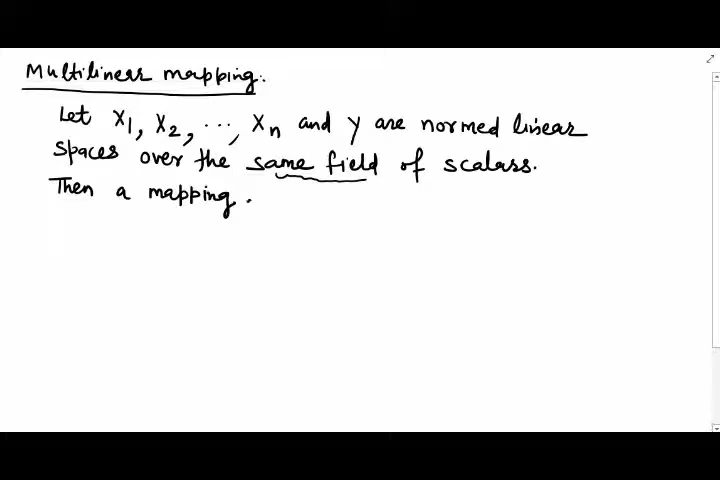 Multilinear mapping:
Let X1, X2, ..., Xn and Y are normed linear
spaces over the same field of scalars.
Then a mapping.